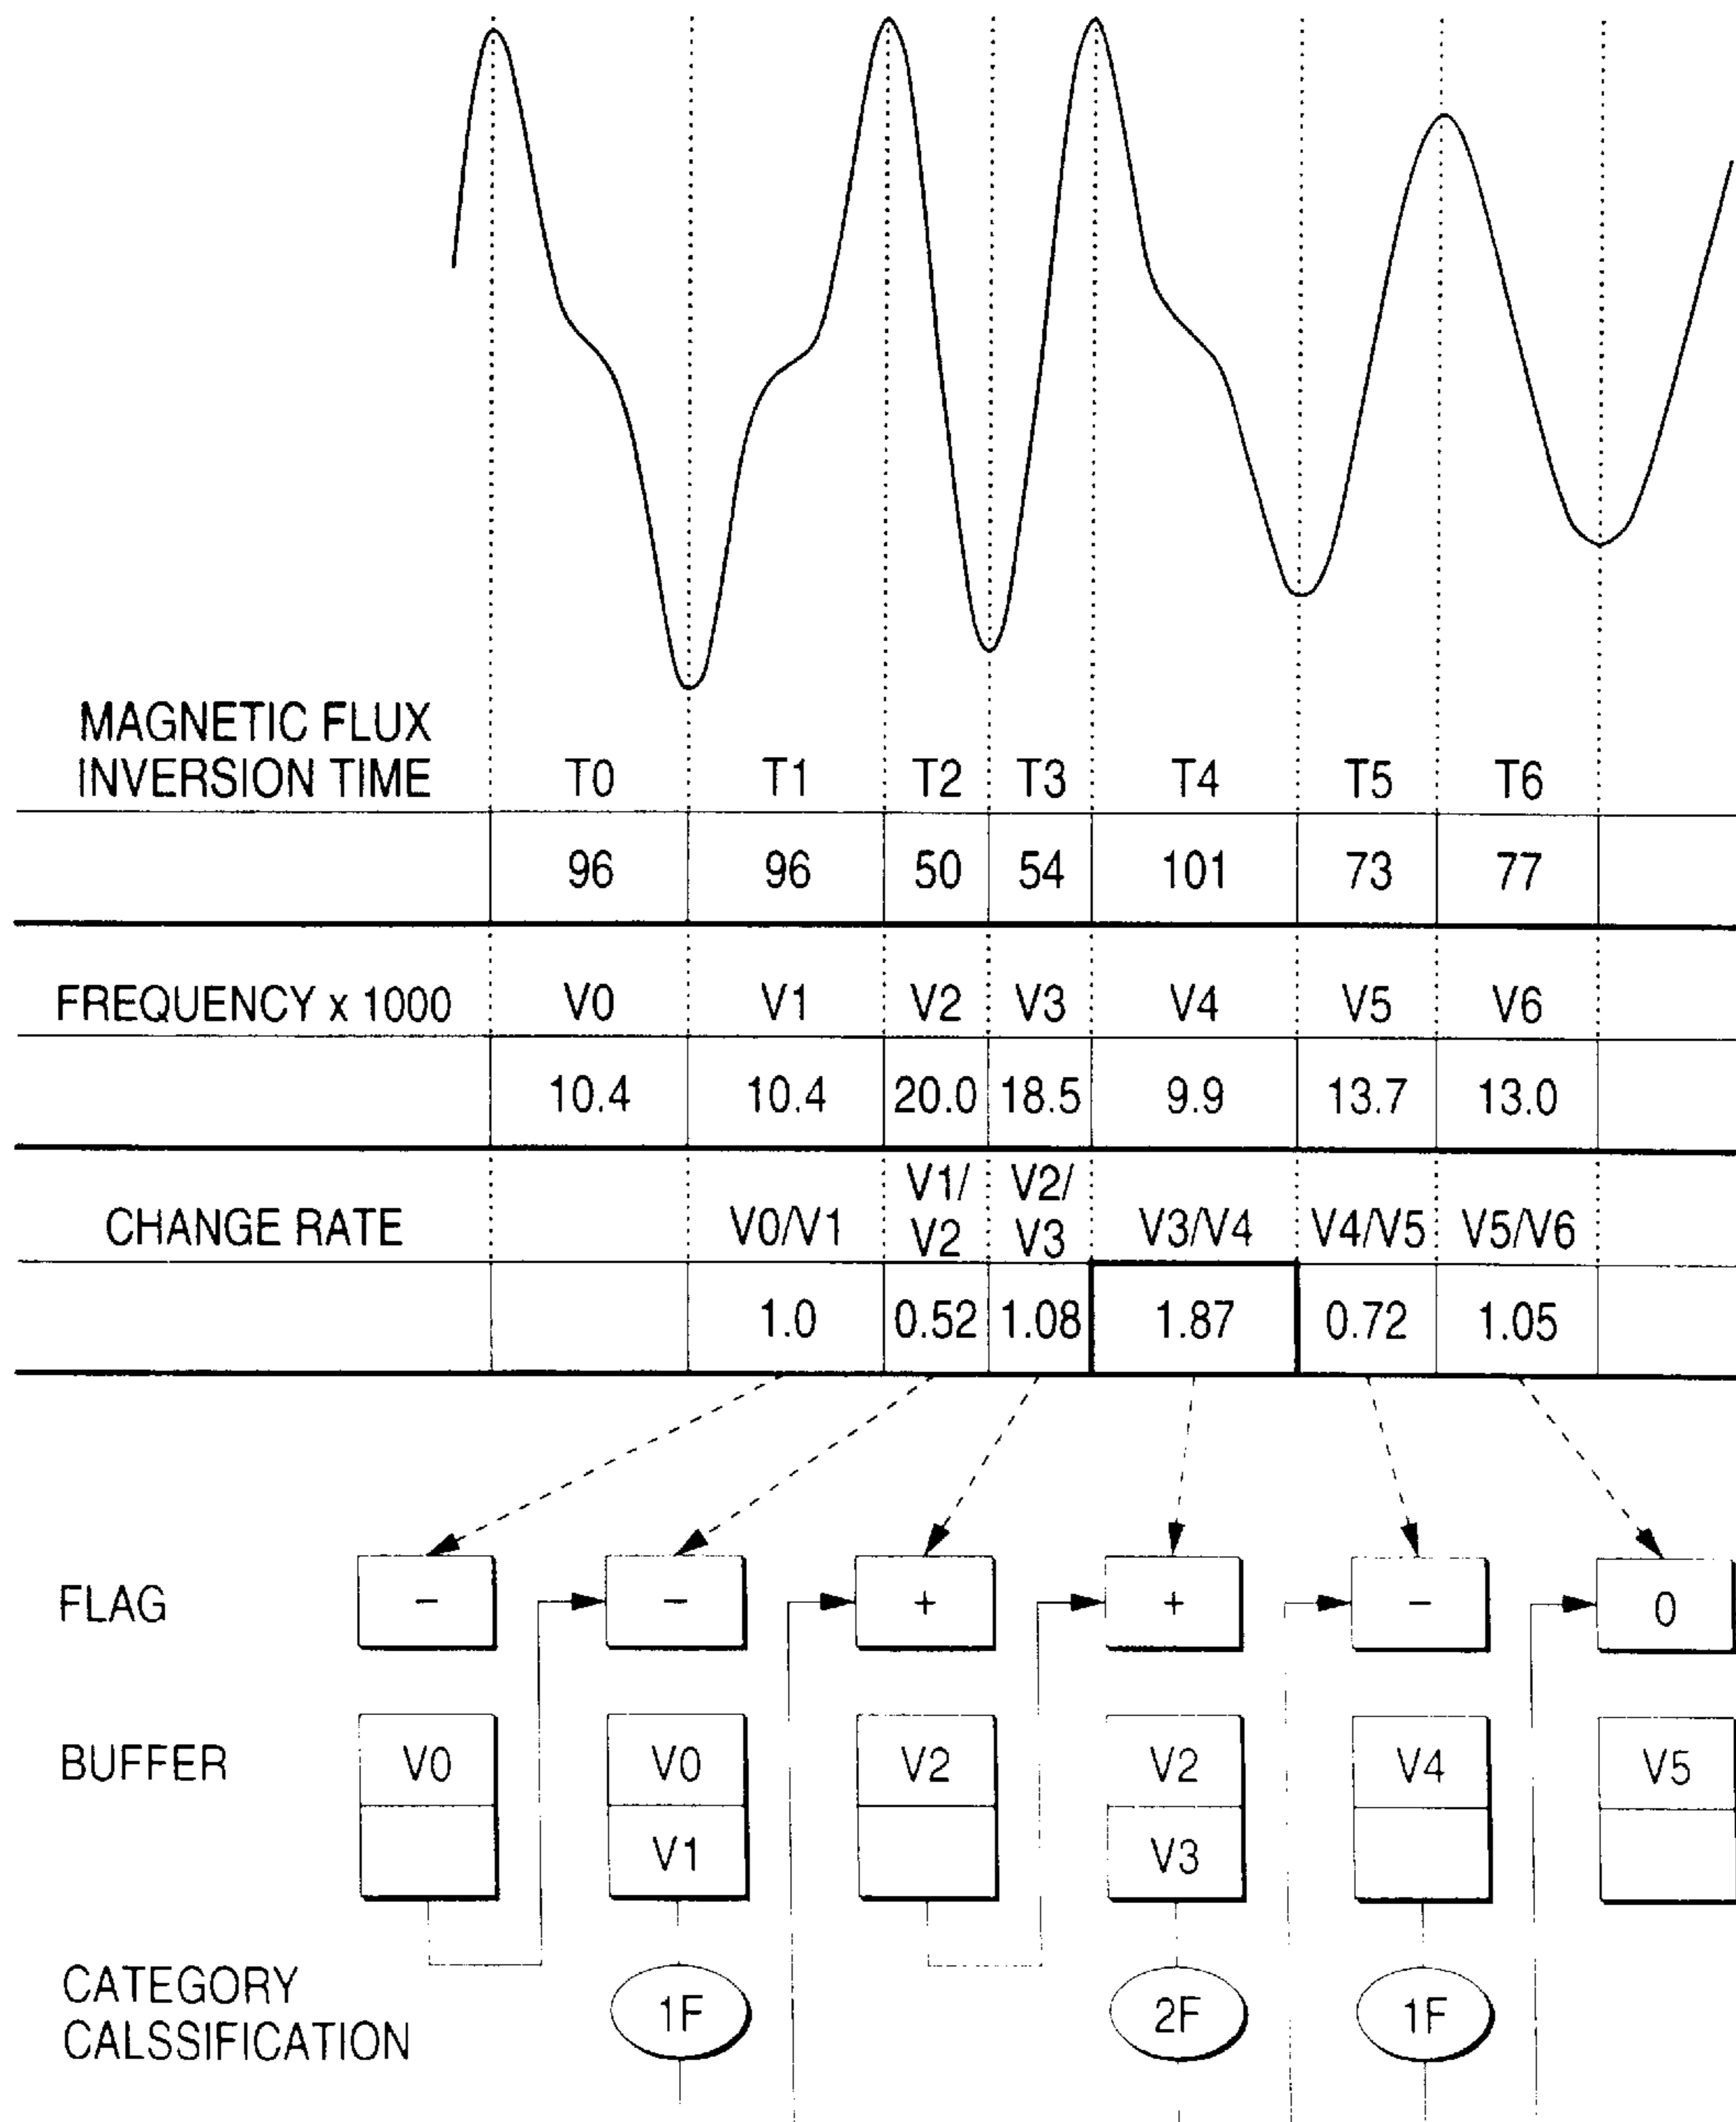 MAGNETIC FLUX
INVERSION TIME T0 T1 T2 T3 T4 T5 T6
96 96 50 54 101 73 77
FREQUENCY x 1000 V0 V1 V2 V3 V4 V5 V6
10.4 10.4 20.0 18.5 9.9 13.7 13.0
V1/ V2/
CHANGE RATE V0/V1 V2 V3 V3/V4 V4/V5 V5/V6
1.0 0.52 1.08 1.87 0.72 1.05
FLAG − − + + − 0
BUFFER V0 V0 V2 V2 V4 V5
V1 V3
CATEGORY
CALSSIFICATION 1F 2F 1F